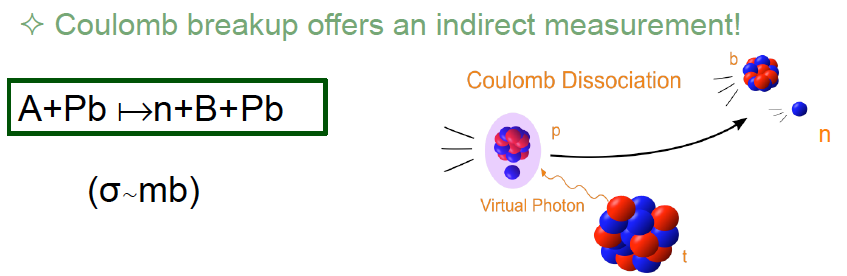 ✧ Coulomb breakup offers an indirect measurement!
A+Pb ↦n+B+Pb
(σ~mb)
Coulomb Dissociation
b
p
n
Virtual Photon
t